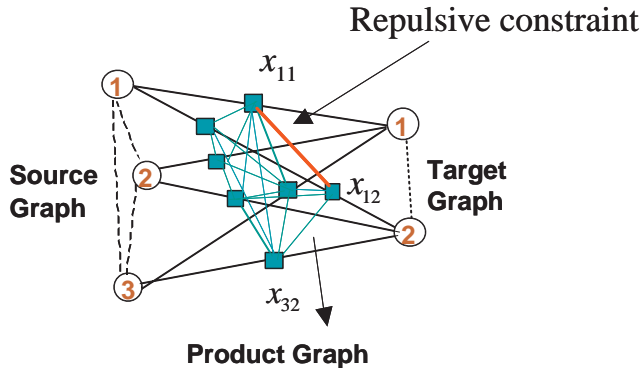 Repulsive constraint
x11
1
1
Source
Graph
2
x12
Target
Graph
2
3
x32
Product Graph